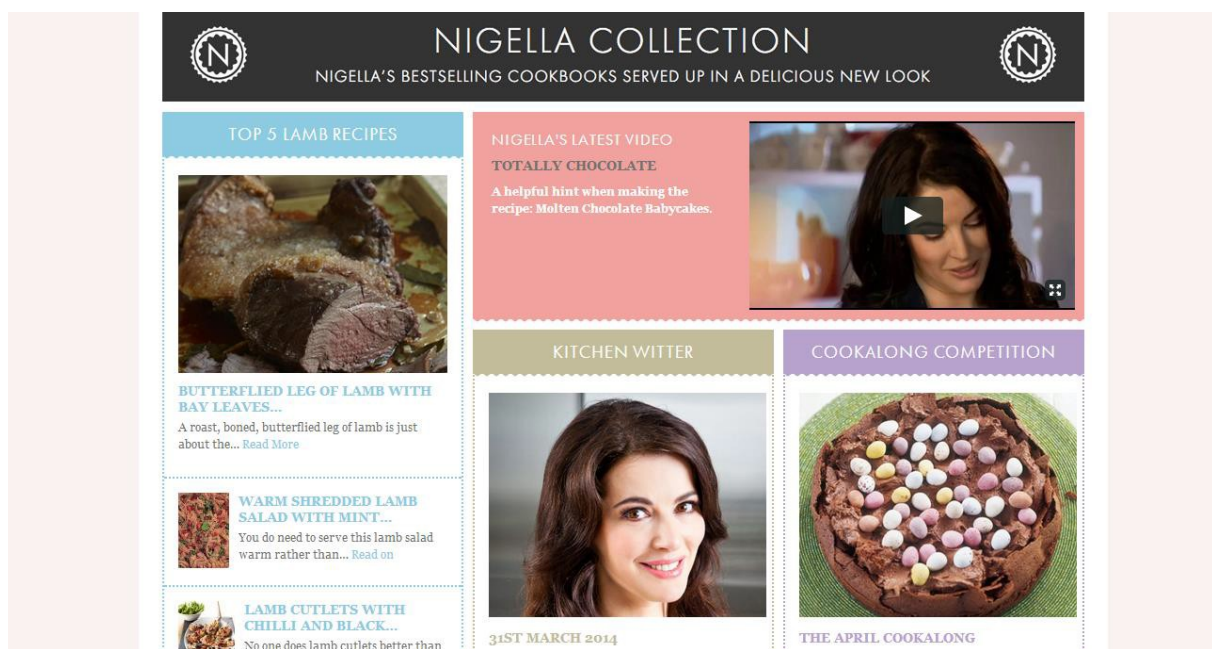 N
NIGELLA COLLECTION
N
NIGELLA'S BESTSELLING COOKBOOKS SERVED UP IN A DELICIOUS NEW LOOK
TOP 5 LAMB RECIPES
BUTTERFLIED LEG OF LAMB WITH
BAY LEAVES...
A roast, boned, butterflied leg of lamb is just
about the... Read More
WARM SHREDDED LAMB
SALAD WITH MINT...
You do need to serve this lamb salad
warm rather than... Read on
LAMB CUTLETS WITH
CHILLI AND BLACK...
No one does lamb cutlets better than
NIGELLA'S LATEST VIDEO
TOTALLY CHOCOLATE
A helpful hint when making the
recipe: Molten Chocolate Babycakes.
KITCHEN WITTER
31ST MARCH 2014
COOKALONG COMPETITION
THE APRIL COOKALONG